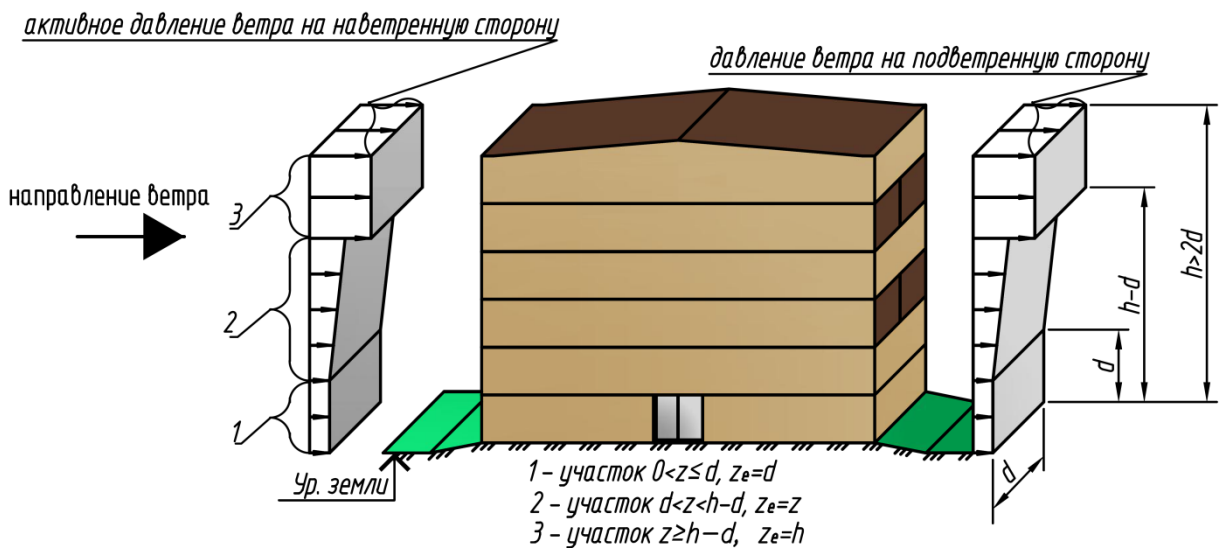 активное давление ветра на наветренную сторону
давление ветра на подветренную сторону
направление ветра
3
2
1
h>2d
h-d
d
d
Ур. земли
1 - участок 0<z≤d, zₑ=d
2 - участок d<z<h-d, zₑ=z
3 - участок z≥h-d, zₑ=h